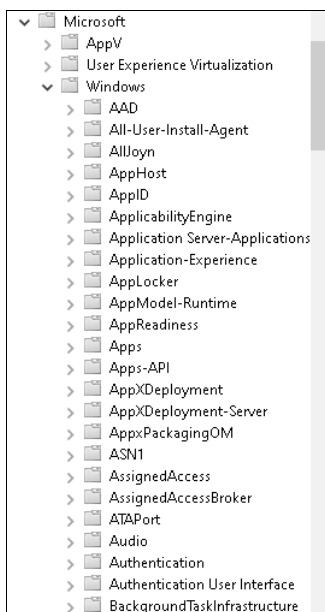 Microsoft
AppV
User Experience Virtualization
Windows
AAD
All-User-Install-Agent
AllJoyn
AppHost
AppID
ApplicabilityEngine
Application Server-Applications
Application-Experience
AppLocker
AppModel-Runtime
AppReadiness
Apps
Apps-API
AppXDeployment
AppXDeployment-Server
AppxPackagingOM
ASN1
AssignedAccess
AssignedAccessBroker
ATAPort
Audio
Authentication
Authentication User Interface
BackgroundTaskInfrastructure